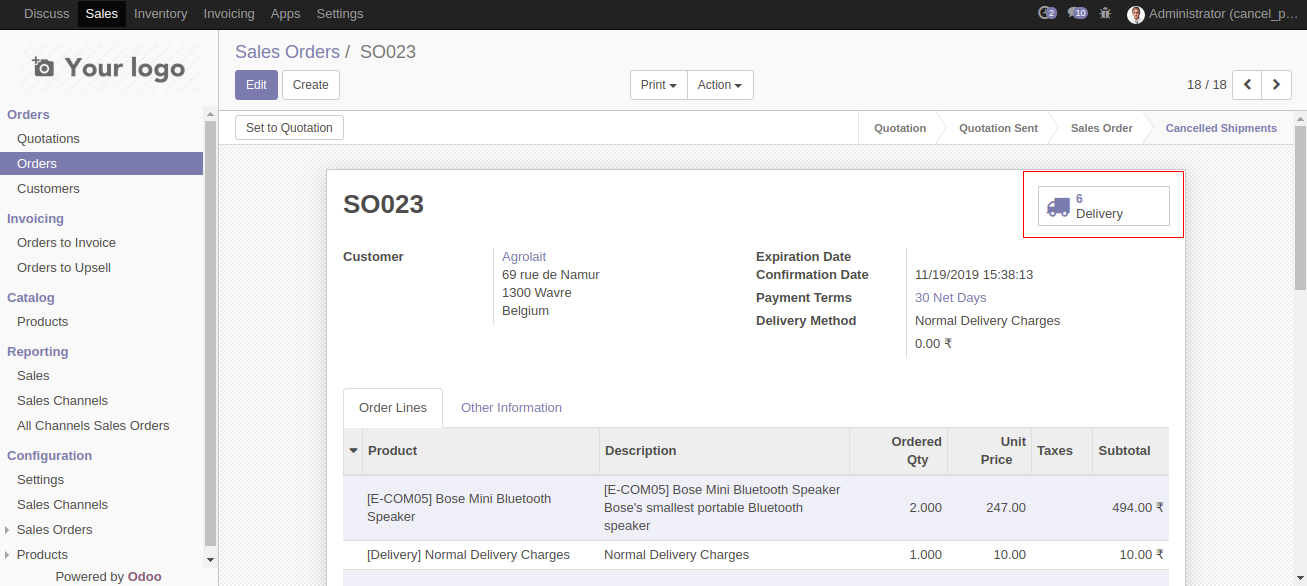 Discuss Sales Inventory Invoicing Apps Settings 2 10 Administrator (cancel_p...
Your logo
Orders
Quotations
Orders
Customers
Invoicing
Orders to Invoice
Orders to Upsell
Catalog
Products
Reporting
Sales
Sales Channels
All Channels Sales Orders
Configuration
Settings
Sales Channels
Sales Orders
Products
Powered by Odoo
Sales Orders / SO023
Edit Create Print Action 18 / 18
Set to Quotation Quotation Quotation Sent Sales Order Cancelled Shipments
6
Delivery
SO023
Customer Agrolait
69 rue de Namur
1300 Wavre
Belgium
Expiration Date
Confirmation Date 11/19/2019 15:38:13
Payment Terms 30 Net Days
Delivery Method Normal Delivery Charges
0.00 ₹
Order Lines Other Information
Product Description Ordered Qty Unit Price Taxes Subtotal
[E-COM05] Bose Mini Bluetooth
Speaker
[E-COM05] Bose Mini Bluetooth Speaker
Bose's smallest portable Bluetooth
speaker
2.000 247.00 494.00 ₹
[Delivery] Normal Delivery Charges Normal Delivery Charges 1.000 10.00 10.00 ₹